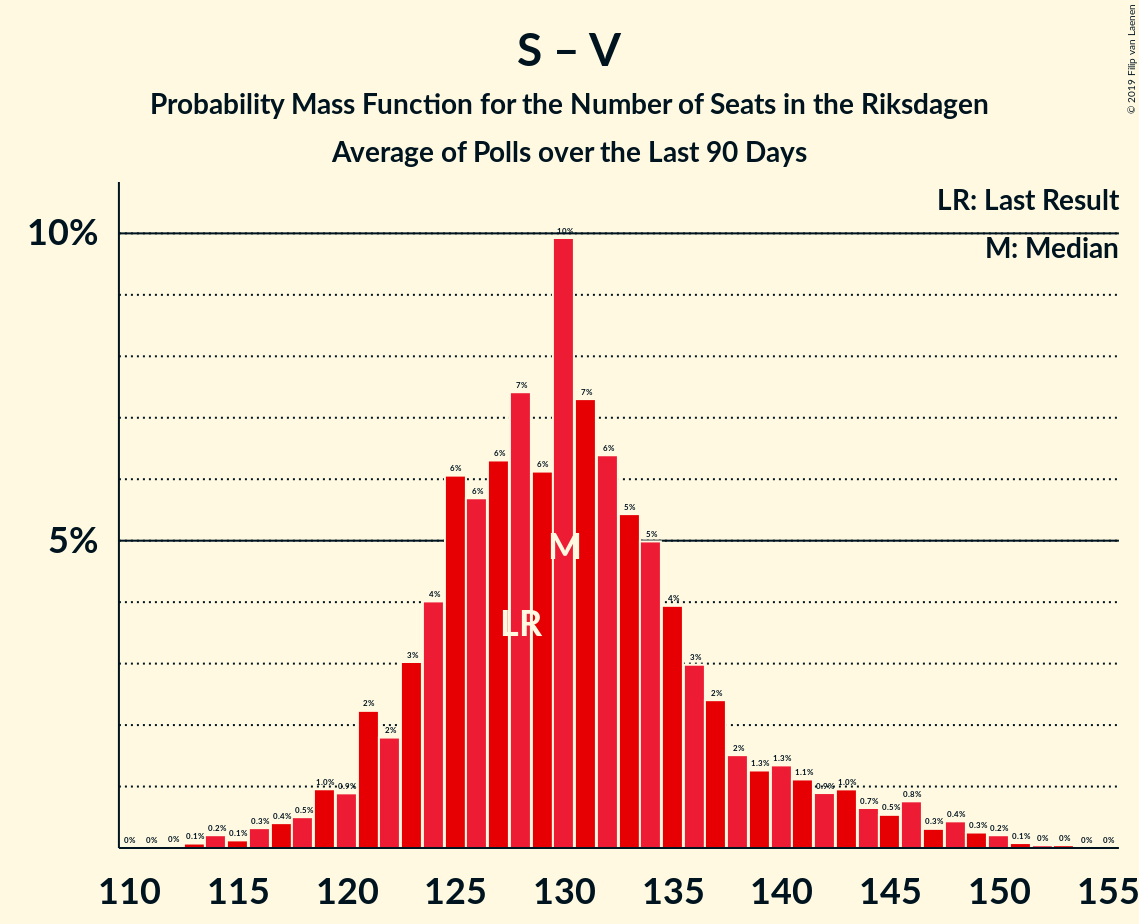 © 2019 Filip van Laenen
S – V
Probability Mass Function for the Number of Seats in the Riksdagen
Average of Polls over the Last 90 Days
LR: Last Result
M: Median
10%
5%
0% 0% 0% 0.1% 0.2% 0.1% 0.3% 0.4% 0.5% 1.0% 0.9% 2% 2% 3% 4% 6% 6% 6% 7% 6% 10% 7% 6% 5% 5% 4% 3% 2% 2% 1.3% 1.3% 1.1% 0.9% 1.0% 0.7% 0.5% 0.8% 0.3% 0.4% 0.3% 0.2% 0.1% 0% 0% 0% 0%
M
LR
110 115 120 125 130 135 140 145 150 155